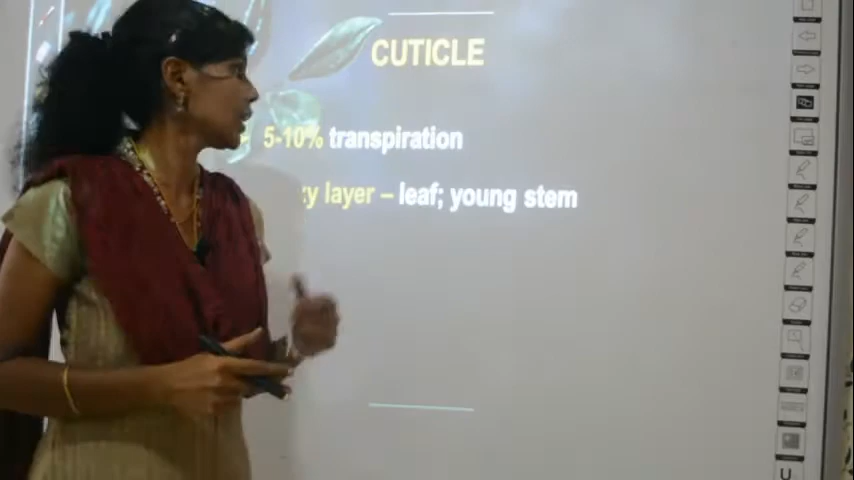 CUTICLE
5-10% transpiration
layer – leaf; young stem